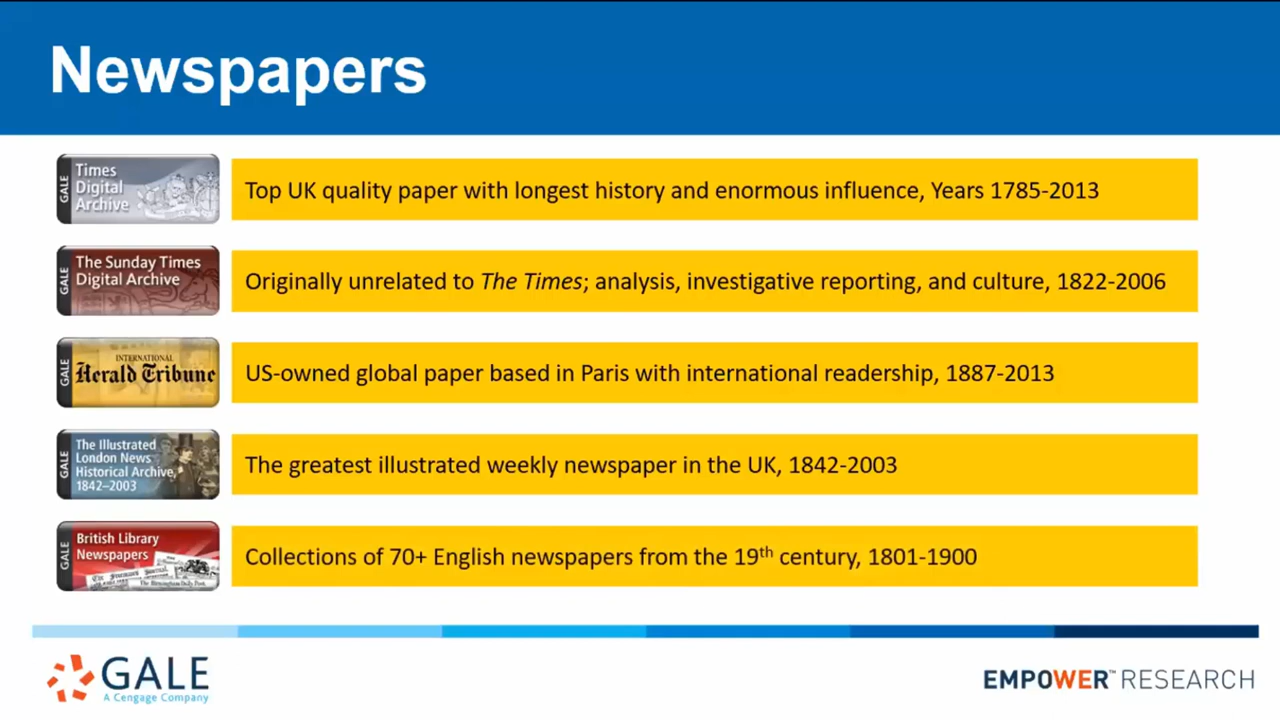 Newspapers
GALE
Times
Digital
Archive
Top UK quality paper with longest history and enormous influence, Years 1785-2013
GALE
The Sunday Times
Digital Archive
Originally unrelated to The Times; analysis, investigative reporting, and culture, 1822-2006
GALE
INTERNATIONAL
Herald Tribune
US-owned global paper based in Paris with international readership, 1887-2013
GALE
The Illustrated
London News
Historical Archive,
1842–2003
The greatest illustrated weekly newspaper in the UK, 1842-2003
GALE
British Library
Newspapers
The Birmingham Daily Post.
Collections of 70+ English newspapers from the 19th century, 1801-1900
GALE
A Cengage Company
EMPOWER™ RESEARCH